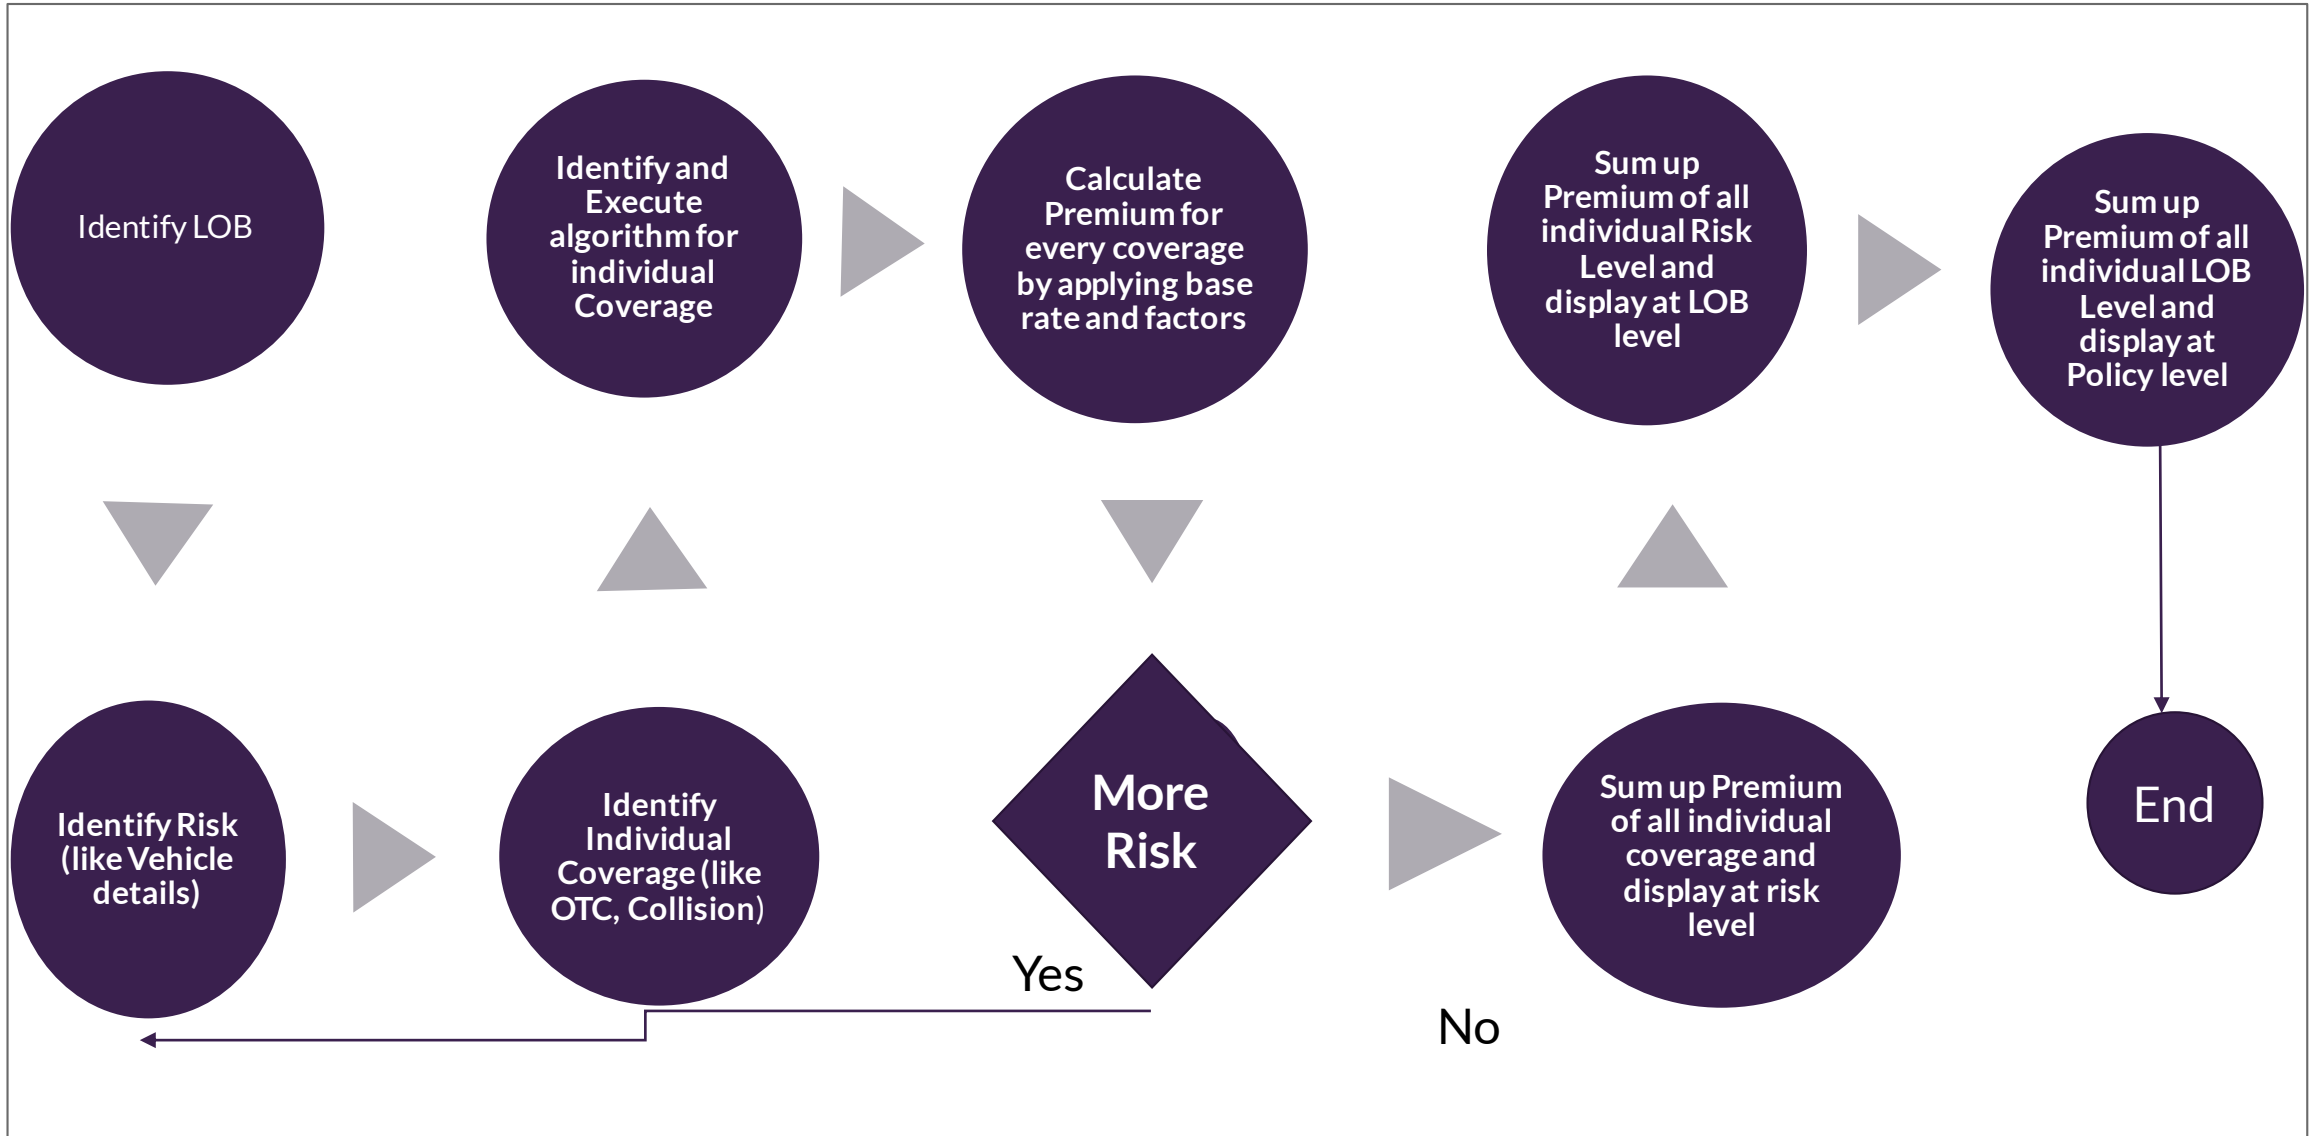 Identify LOB
Identify Risk
(like Vehicle
details)
Identify
Individual
Coverage (like
OTC, Collision)
Identify and
Execute
algorithm for
individual
Coverage
Calculate
Premium for
every coverage
by applying base
rate and factors
More
Risk
Yes
No
Sum up Premium
of all individual
coverage and
display at risk
level
Sum up
Premium of all
individual Risk
Level and
display at LOB
level
Sum up
Premium of all
individual LOB
Level and
display at
Policy level
End